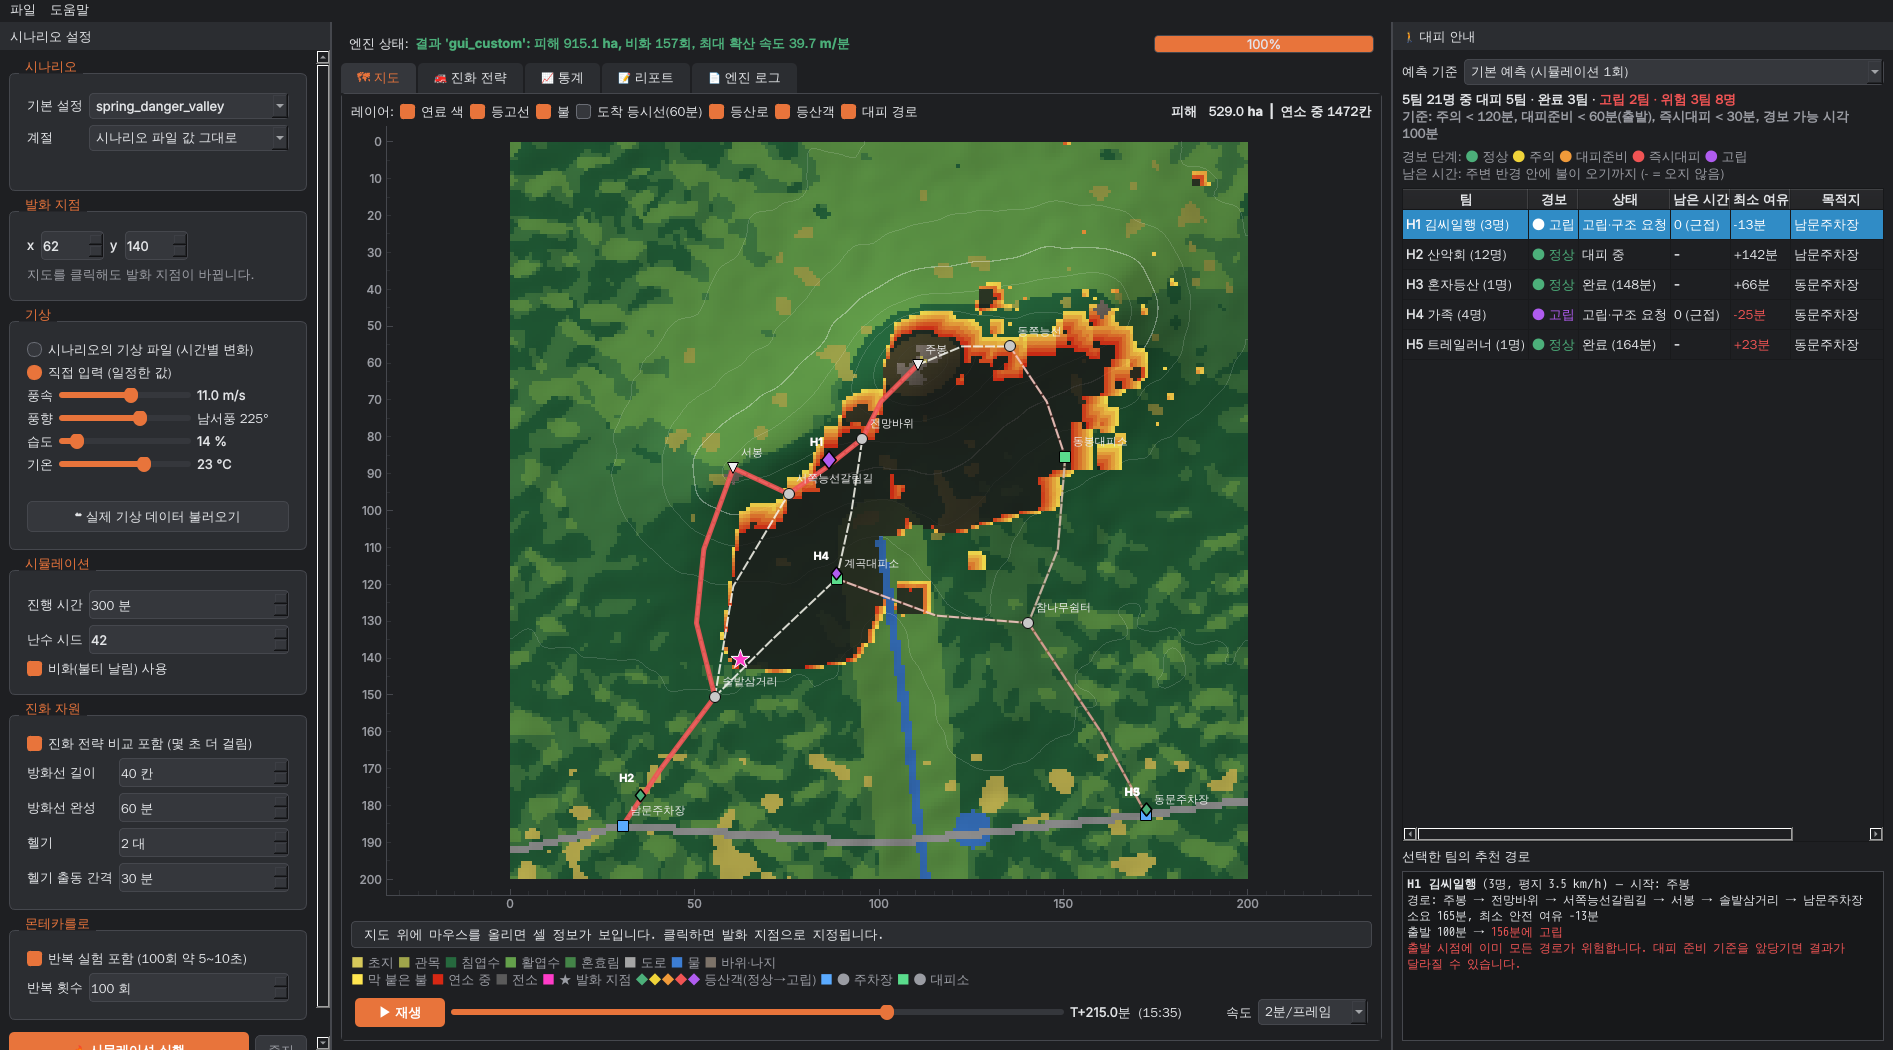 파일 도움말
시나리오 설정
시나리오
기본 설정 spring_danger_valley
계절 시나리오 파일 값 그대로
발화 지점
x 62 y 140
지도를 클릭해도 발화 지점이 바뀝니다.
기상
시나리오의 기상 파일 (시간별 변화)
직접 입력 (일정한 값)
풍속 11.0 m/s
풍향 남서풍 225°
습도 14 %
기온 23 °C
실제 기상 데이터 불러오기
시뮬레이션
진행 시간 300 분
난수 시드 42
비화(불티 날림) 사용
진화 자원
진화 전략 비교 포함 (몇 초 더 걸림)
방화선 길이 40 칸
방화선 완성 60 분
헬기 2 대
헬기 출동 간격 30 분
몬테카를로
반복 실험 포함 (100회 약 5~10초)
반복 횟수 100 회
시뮬레이션 실행 중지
엔진 상태: 결과 'gui_custom': 피해 915.1 ha, 비화 157회, 최대 확산 속도 39.7 m/분
100%
지도 진화 전략 통계 리포트 엔진 로그
레이어: 연료 색 등고선 불 도착 등시선(60분) 등산로 등산객 대피 경로
피해 529.0 ha | 연소 중 1472칸
0
10
20
30
40
50
60
70
80
90
100
110
120
130
140
150
160
170
180
190
200
동쪽능선
주봉
전망바위
H1
동봉대피소
서봉
서쪽능선갈림길
H4
계곡대피소
참나무쉼터
솔밭삼거리
H2
남문주차장
동문주차장
0 50 100 150 200
지도 위에 마우스를 올리면 셀 정보가 보입니다. 클릭하면 발화 지점으로 지정됩니다.
초지 관목 침엽수 활엽수 혼효림 도로 물 바위·나지
막 붙은 불 연소 중 전소 ★ 발화 지점 등산객(정상→고립) 주차장 대피소
▶ 재생 T+215.0분 (15:35) 속도 2분/프레임
대피 안내
예측 기준 기본 예측 (시뮬레이션 1회)
5팀 21명 중 대피 5팀 · 완료 3팀 · 고립 2팀 · 위험 3팀 8명
기준: 주의 < 120분, 대피준비 < 60분(출발), 즉시대피 < 30분, 경보 가능 시각
100분
경보 단계: 정상 주의 대피준비 즉시대피 고립
남은 시간: 주변 반경 안에 불이 오기까지 (- = 오지 않음)
팀 경보 상태 남은 시간 최소 여유 목적지
H1 김씨일행 (3명) 고립 고립·구조 요청 0 (근접) -13분 남문주차장
H2 산악회 (12명) 정상 대피 중 - +142분 남문주차장
H3 혼자등산 (1명) 정상 완료 (148분) - +66분 동문주차장
H4 가족 (4명) 고립 고립·구조 요청 0 (근접) -25분 동문주차장
H5 트레일러너 (1명) 정상 완료 (164분) - +23분 동문주차장
선택한 팀의 추천 경로
H1 김씨일행 (3명, 평지 3.5 km/h) — 시작: 주봉
경로: 주봉 → 전망바위 → 서쪽능선갈림길 → 서봉 → 솔밭삼거리 → 남문주차장
소요 165분, 최소 안전 여유 -13분
출발 100분 → 156분에 고립
출발 시점에 이미 모든 경로가 위험합니다. 대피 준비 기준을 앞당기면 결과가
달라질 수 있습니다.